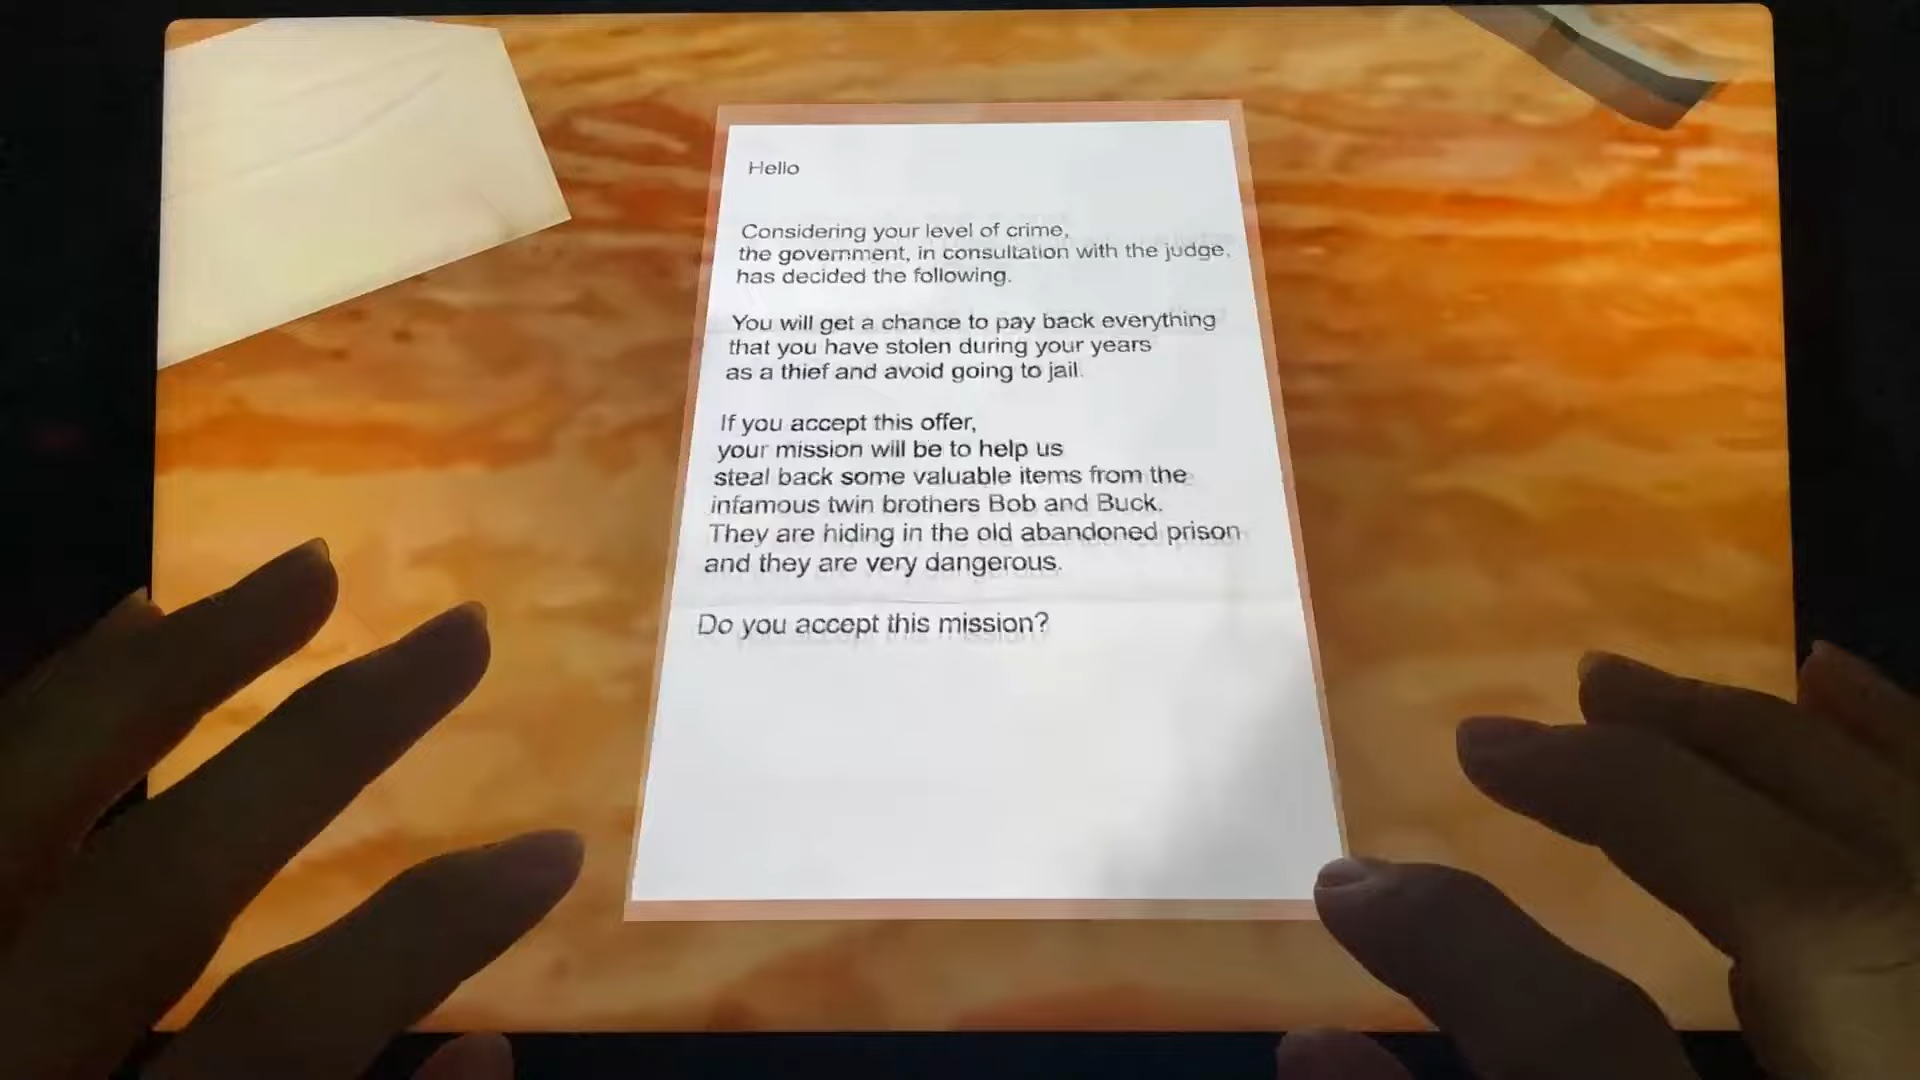 Hello
Considering your level of crime,
the government, in consultation with the judge,
has decided the following.
You will get a chance to pay back everything
that you have stolen during your years
as a thief and avoid going to jail.
If you accept this offer,
your mission will be to help us
steal back some valuable items from the
infamous twin brothers Bob and Buck.
They are hiding in the old abandoned prison
and they are very dangerous.
Do you accept this mission?